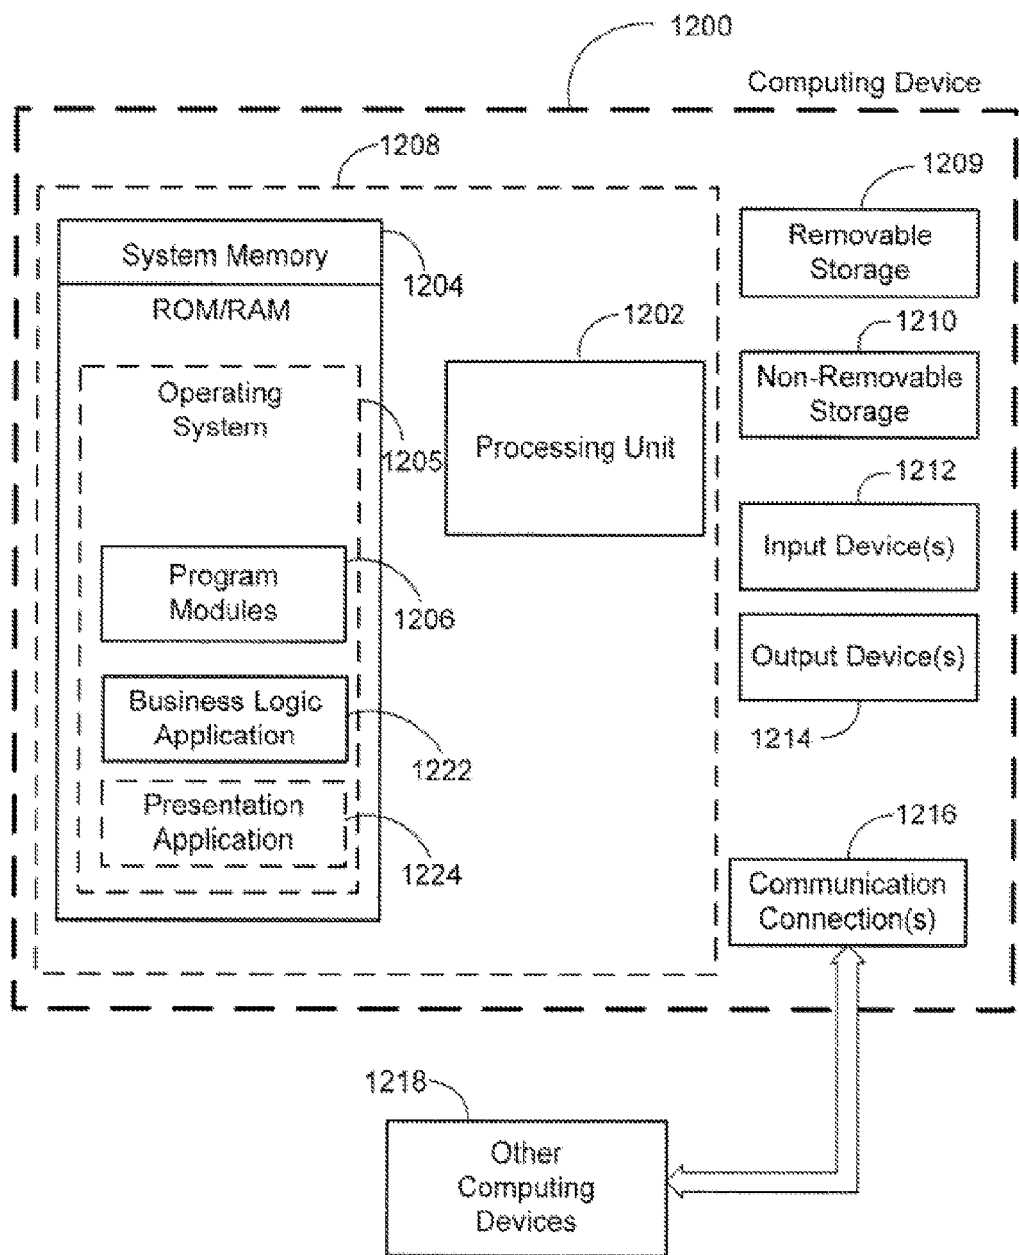 1200
Computing Device
1208
1209
System Memory
1204
ROM/RAM
Removable
Storage
1202
1210
Operating
System
1205
Processing Unit
Non-Removable
Storage
1212
Input Device(s)
Program
Modules
1206
Output Device(s)
1214
Business Logic
Application
1222
Presentation
Application
1224
1216
Communication
Connection(s)
1218
Other
Computing
Devices